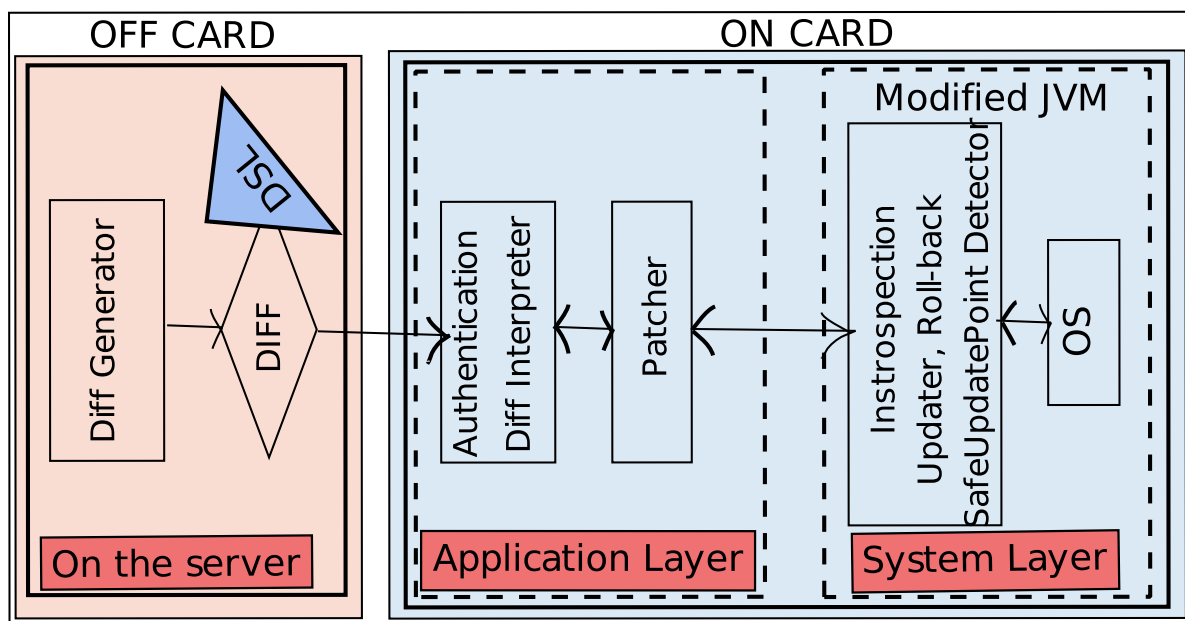 OFF CARD
ON CARD
DSL
Diff Generator
DIFF
On the server
Authentication
Diff Interpreter
Patcher
Application Layer
Modified JVM
Instrospection
Updater, Roll-back
SafeUpdatePoint Detector
OS
System Layer